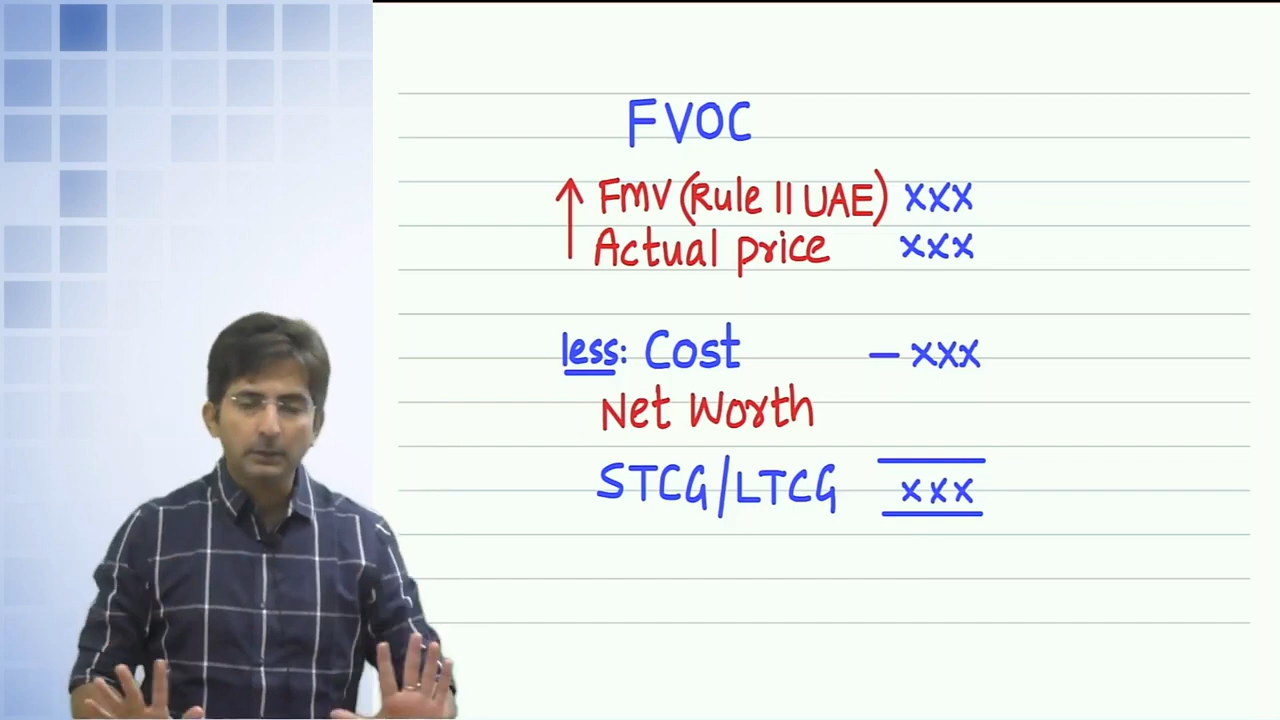 FVOC
↑ FMV (Rule 11 UAE) xxx
Actual price xxx
less: Cost – xxx
Net Worth
STCG/LTCG xxx